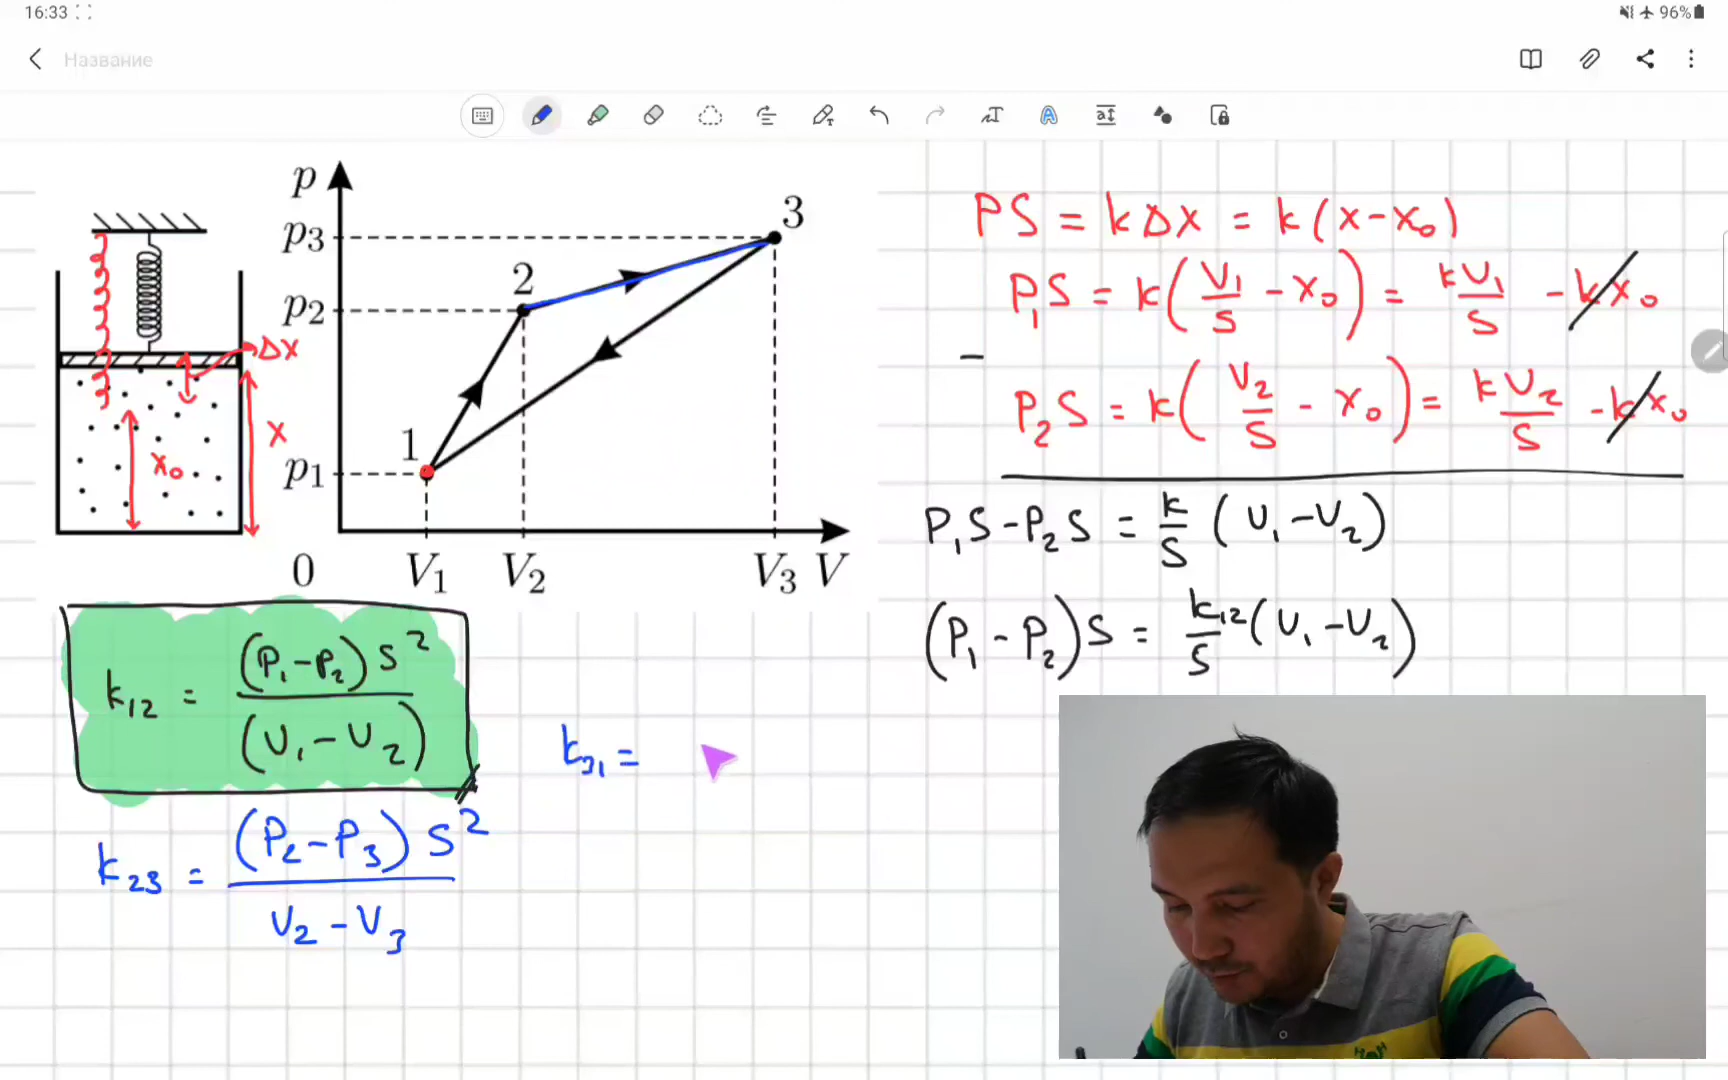 16:33
96%
Название
p
p3
p2
p1
1
2
3
0
V1
V2
V3
V
Δx
x
x₀
PS = kΔx = k(x-x₀)
P₁S = k(V₁/S - x₀) = kV₁/S - kx₀
-
P₂S = k(V₂/S - x₀) = kV₂/S - kx₀
P₁S-P₂S = k/S (V₁-V₂)
(P₁-P₂)S = k₁₂/S (V₁-V₂)
k₁₂ = (P₁-P₂)S² / (V₁-V₂)
k₃₁ =
k₂₃ = (P₂-P₃)S² / V₂-V₃